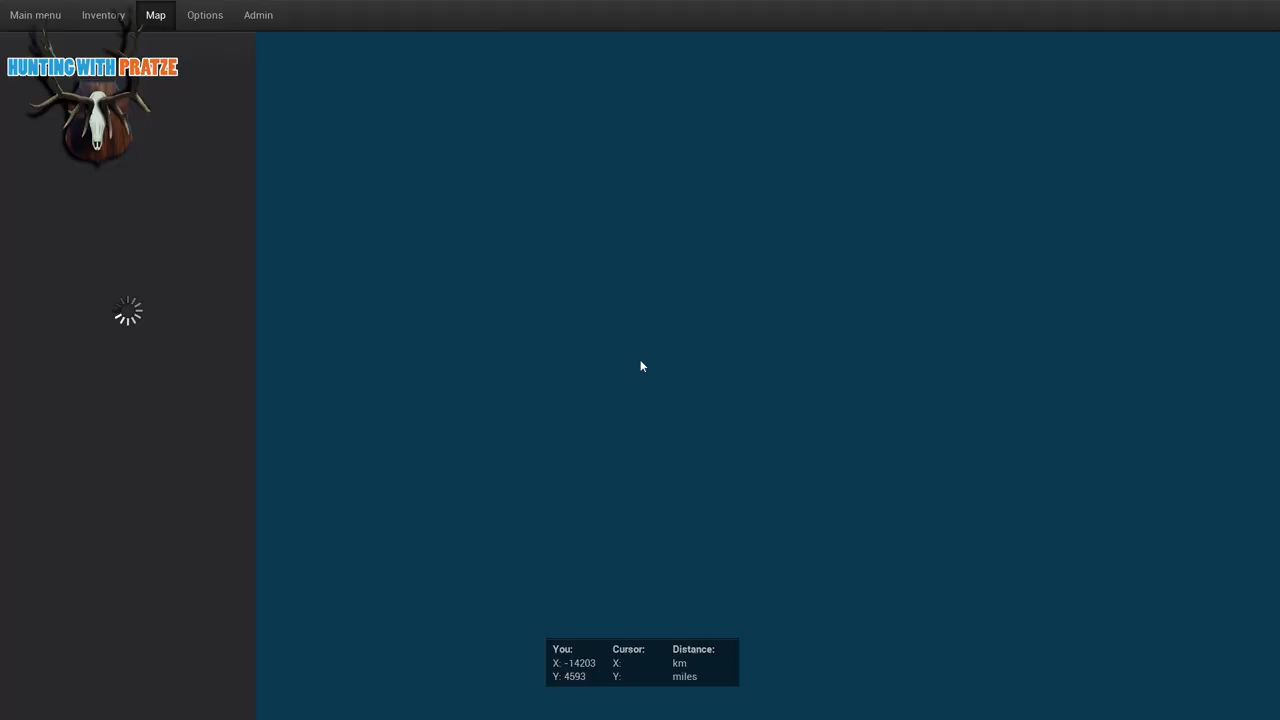 Main menu Inventory Map Options Admin
HUNTING WITH PRATZE
You: Cursor: Distance:
X: -14203 X: km
Y: 4593 Y: miles